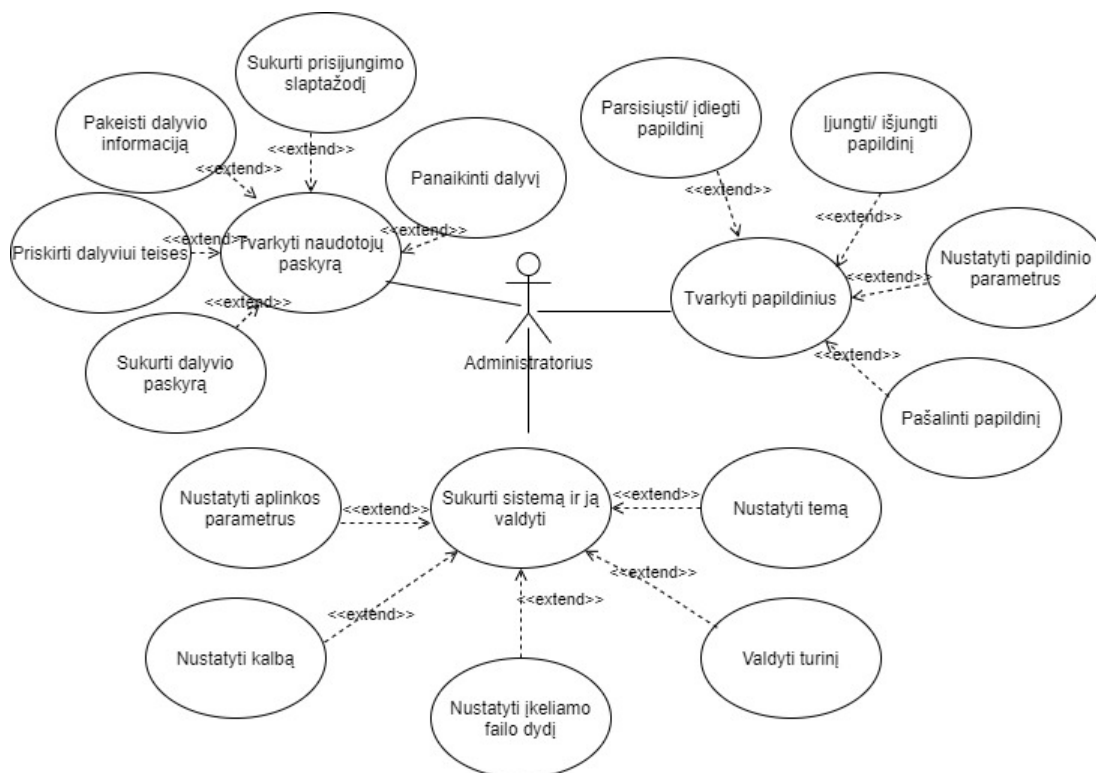 Sukurti prisijungimo
slaptažodį
Pakeisti dalyvio
informaciją
<<extend>>
<<extend>>
Panaikinti dalyvį
Priskirti dalyviui teises
<<extend>>
Tvarkyti naudotojų
paskyrą
<<extend>>
<<extend>>
Sukurti dalyvio
paskyrą
Administratorius
Parsisiųsti/ įdiegti
papildinį
Įjungti/ išjungti
papildinį
<<extend>>
<<extend>>
Nustatyti papildinio
parametrus
<<extend>>
Tvarkyti papildinius
<<extend>>
Pašalinti papildinį
Nustatyti aplinkos
parametrus
<<extend>>
Sukurti sistemą ir ją
valdyti
<<extend>>
Nustatyti temą
<<extend>>
<<extend>>
<<extend>>
Nustatyti kalbą
Valdyti turinį
Nustatyti įkeliamo
failo dydį